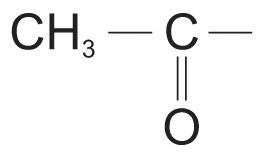 CH₃ — C —
O